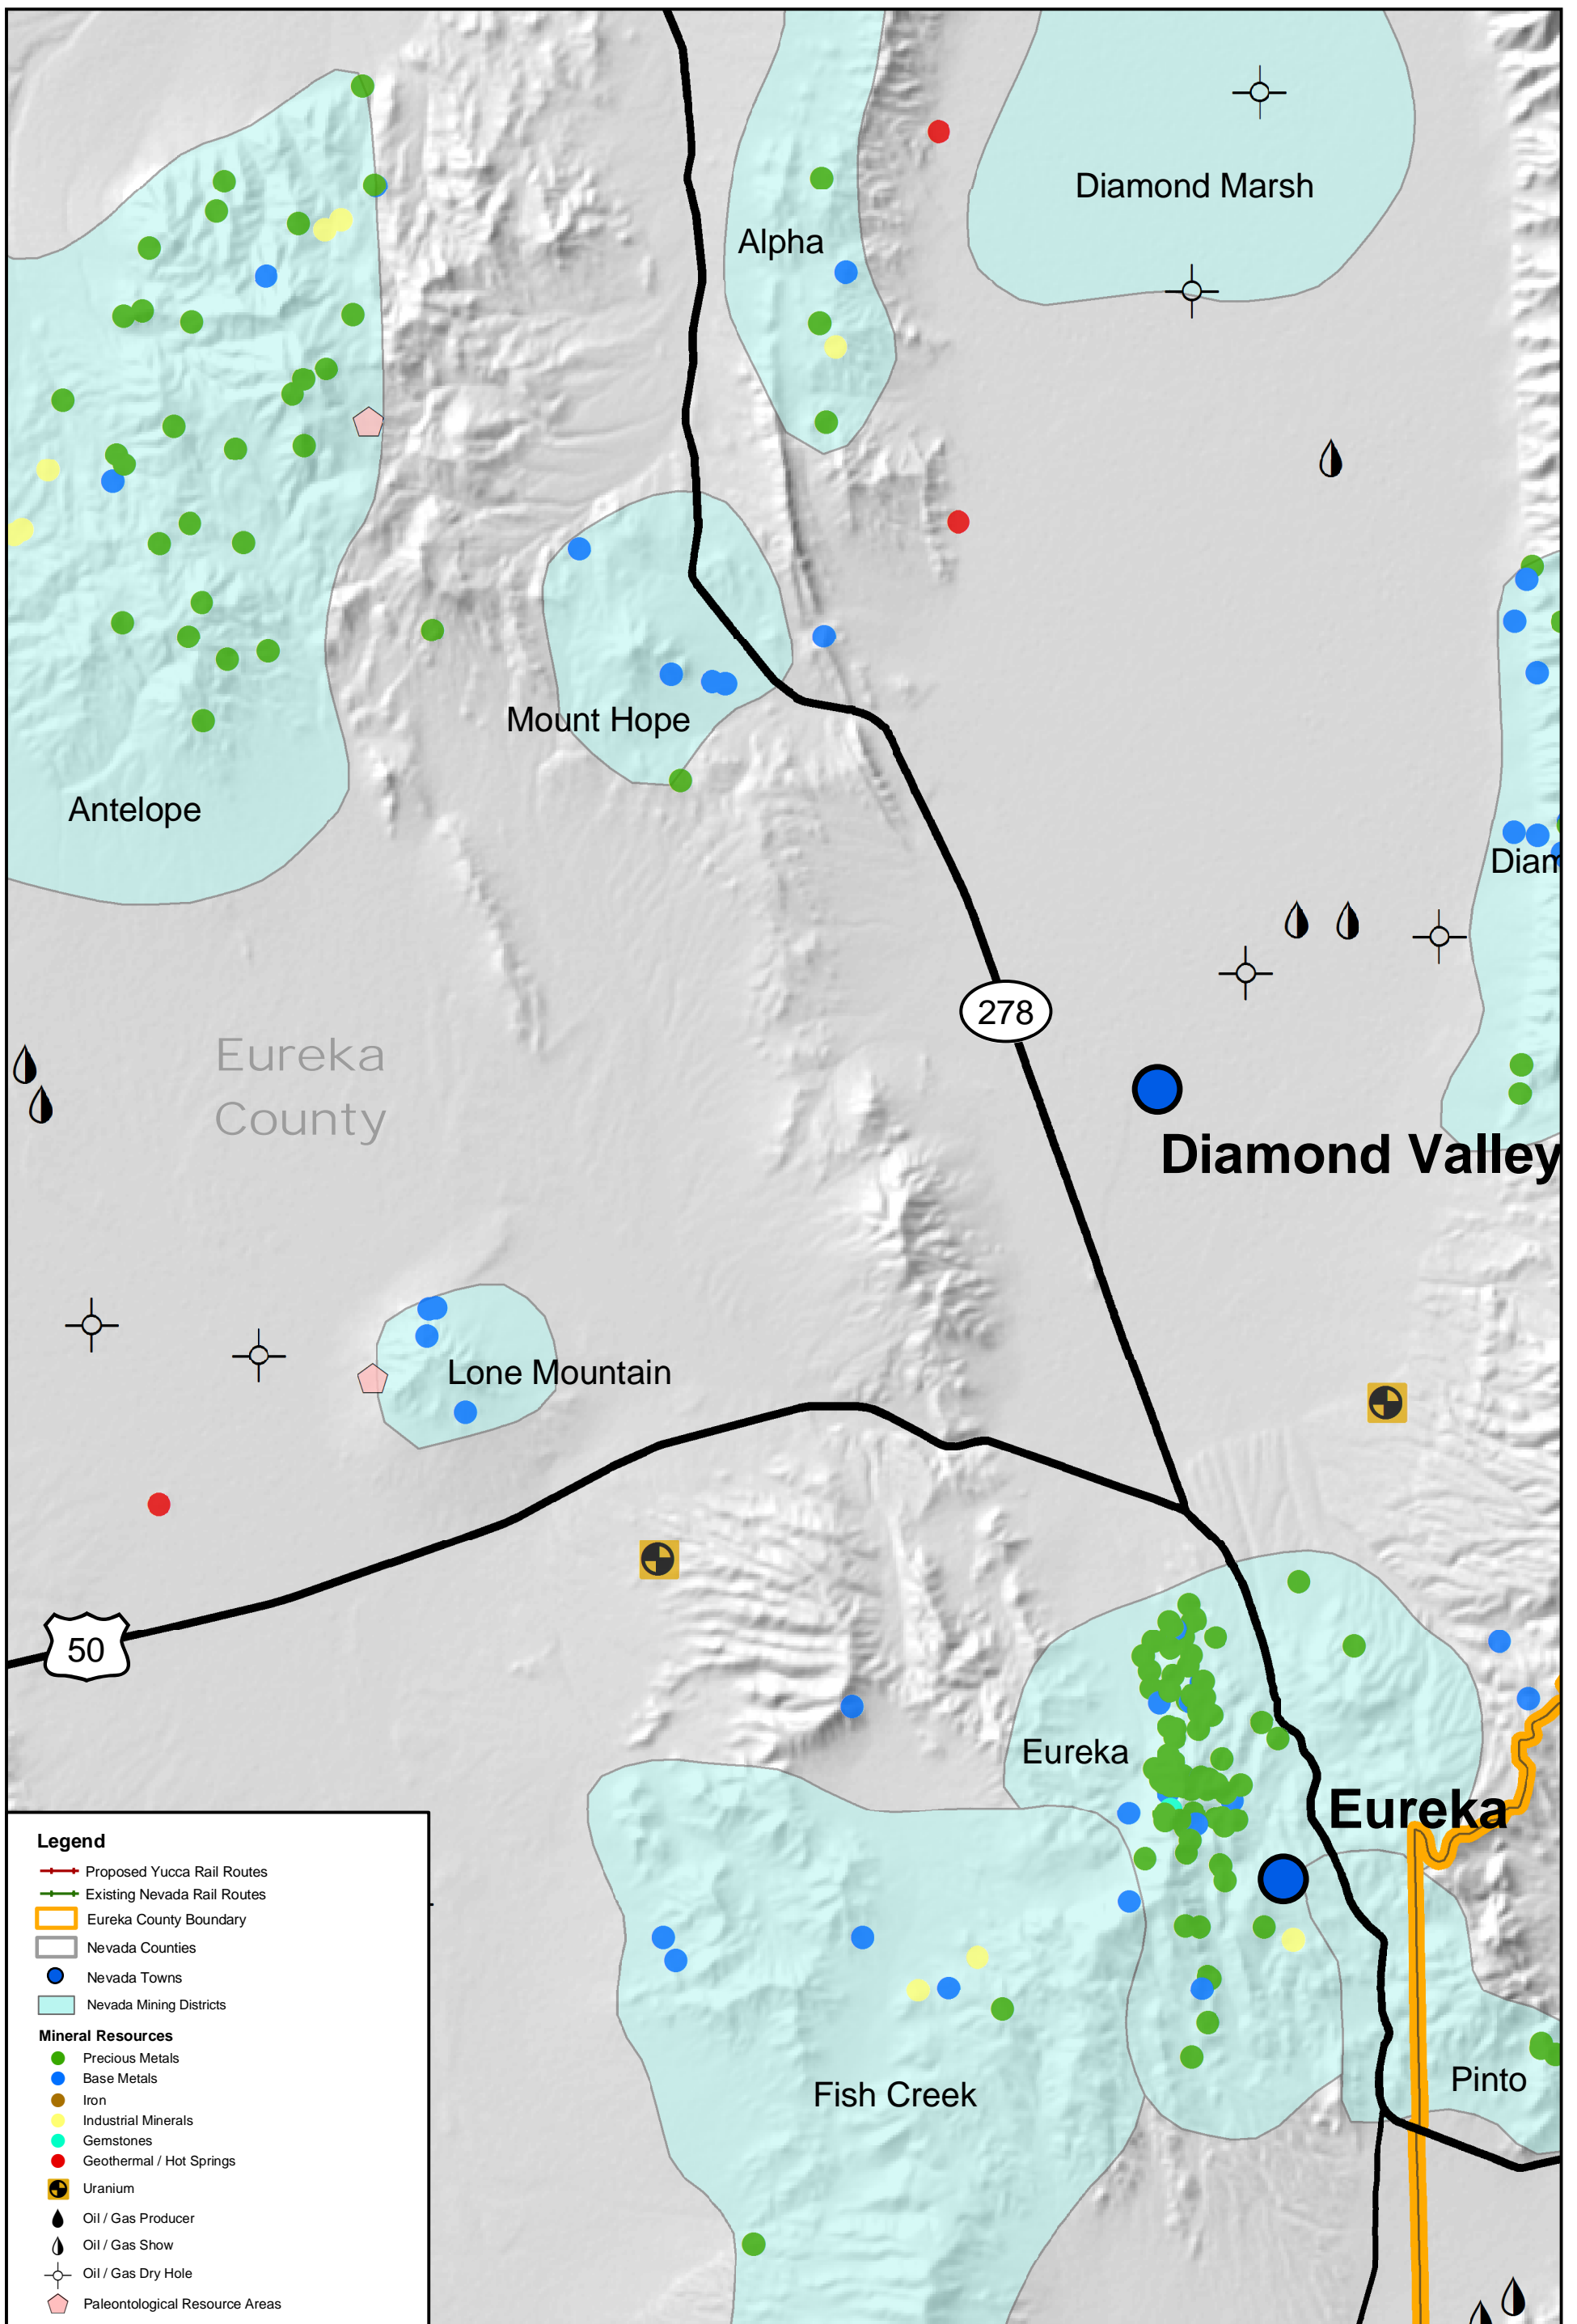 Diamond Marsh
Alpha
Mount Hope
Antelope
Diam
278
Eureka
County
Diamond Valley
Lone Mountain
50
Eureka
Eureka
Fish Creek
Pinto
Legend
Proposed Yucca Rail Routes
Existing Nevada Rail Routes
Eureka County Boundary
Nevada Counties
Nevada Towns
Nevada Mining Districts
Mineral Resources
Precious Metals
Base Metals
Iron
Industrial Minerals
Gemstones
Geothermal / Hot Springs
Uranium
Oil / Gas Producer
Oil / Gas Show
Oil / Gas Dry Hole
Paleontological Resource Areas